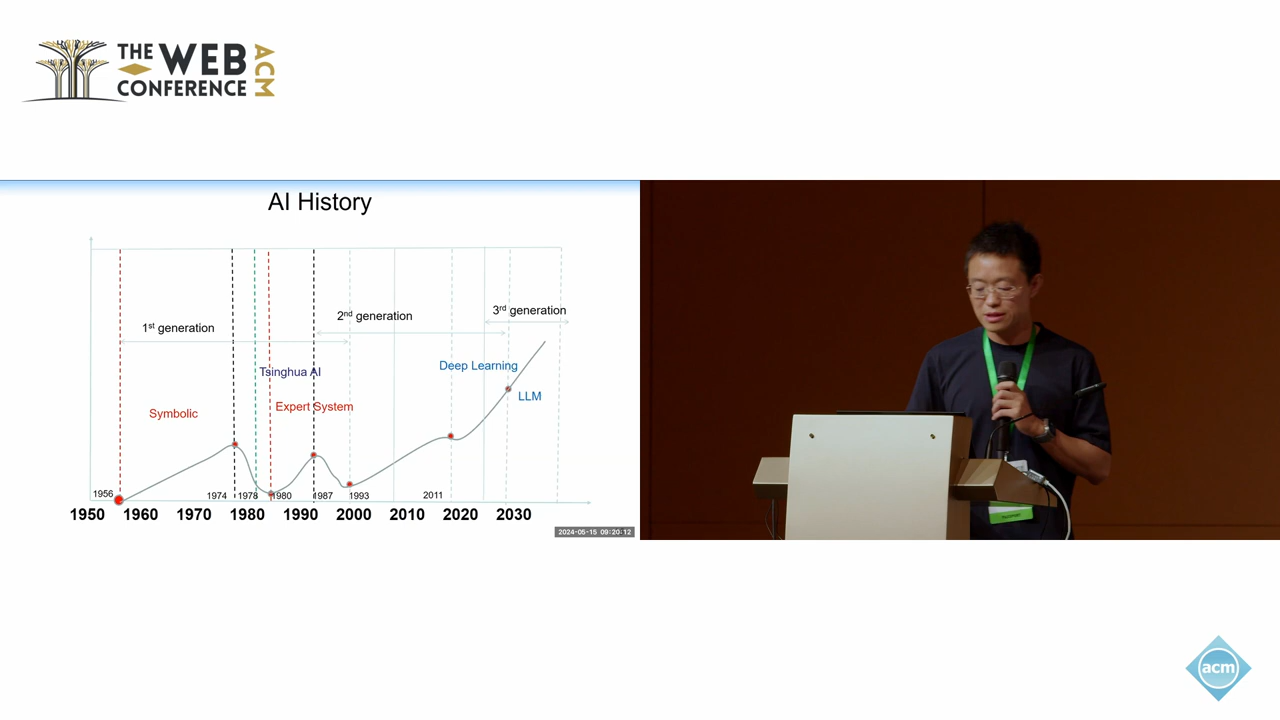 THE WEB
CONFERENCE
ACM
AI History
3rd generation
2nd generation
1st generation
Deep Learning
Tsinghua AI
LLM
Expert System
Symbolic
1956 1974 1978 1980 1987 1993 2011
1950 1960 1970 1980 1990 2000 2010 2020 2030
2024-05-15 09:20:12
acm